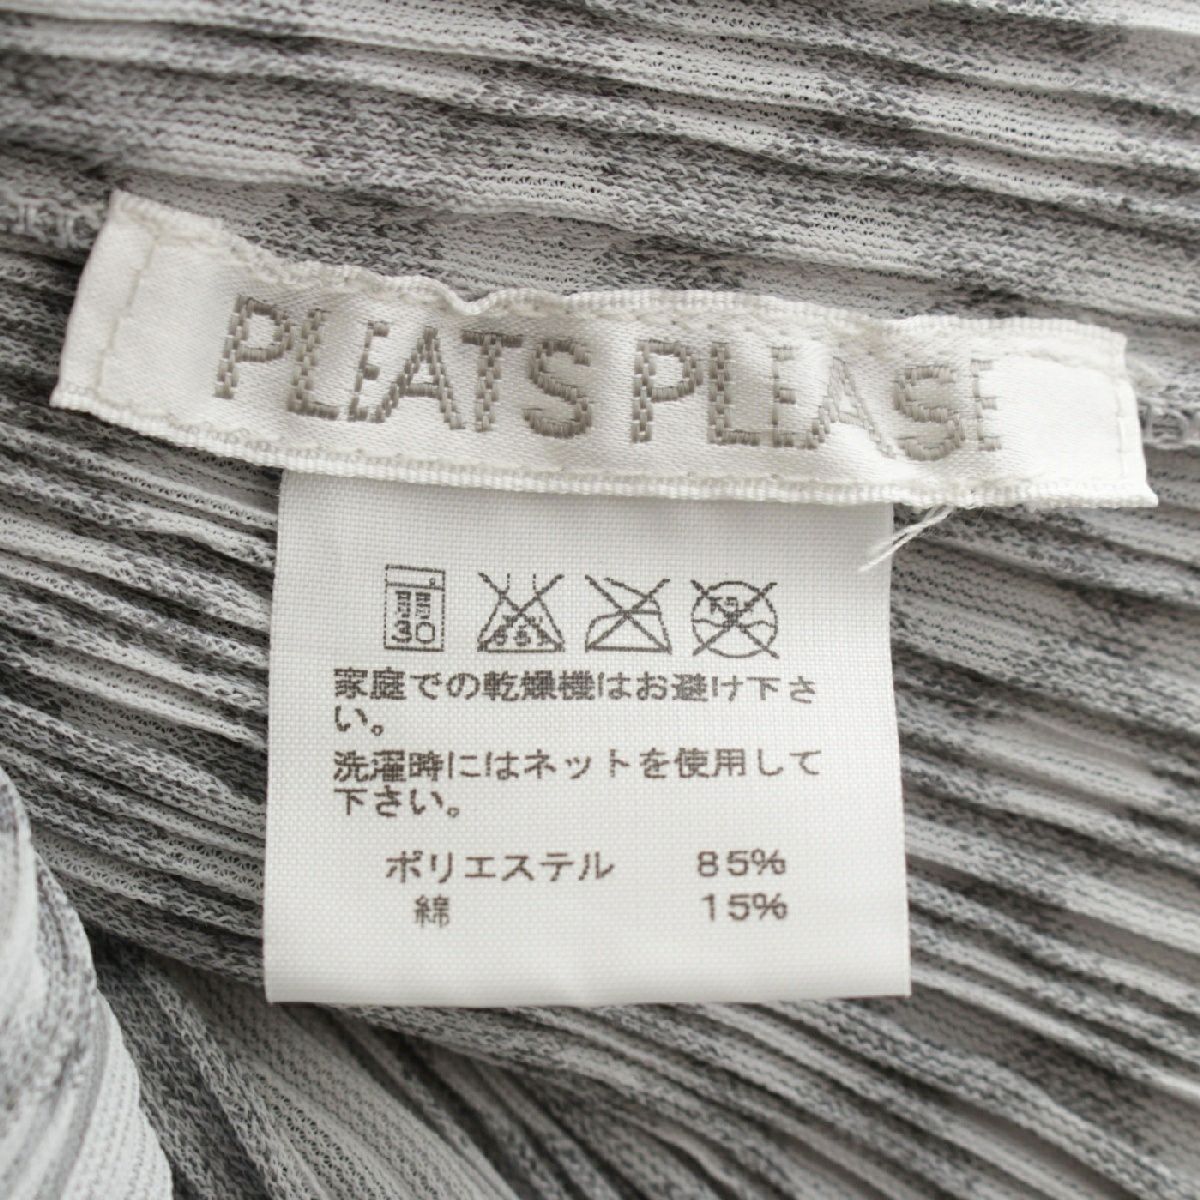 PLEATS PLEASE
家庭での乾燥機はお避け下さ
い。
洗濯時にはネットを使用して
下さい。
ポリエステル 85%
綿 15%